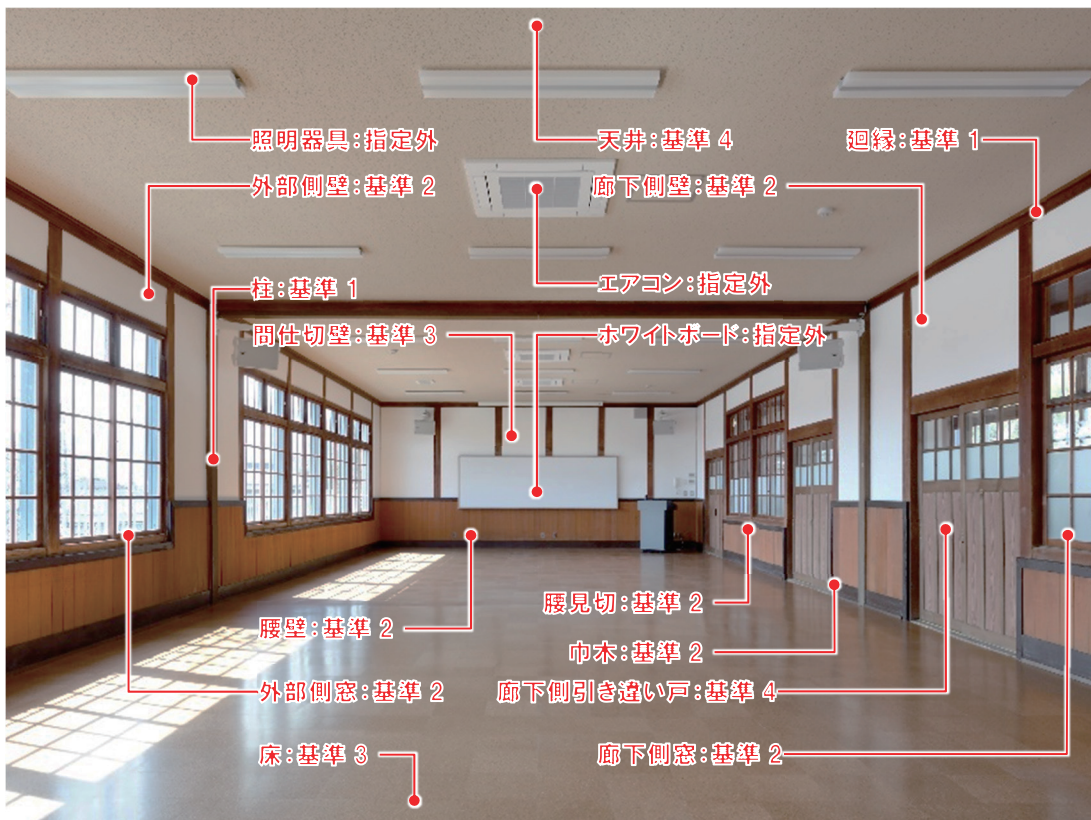 照明器具：指定外
天井：基準 4
廻縁：基準 1
外部側壁：基準 2
廊下側壁：基準 2
柱：基準 1
エアコン：指定外
間仕切壁：基準 3
ホワイトボード：指定外
腰見切：基準 2
腰壁：基準 2
巾木：基準 2
外部側窓：基準 2
廊下側引き違い戸：基準 4
床：基準 3
廊下側窓：基準 2